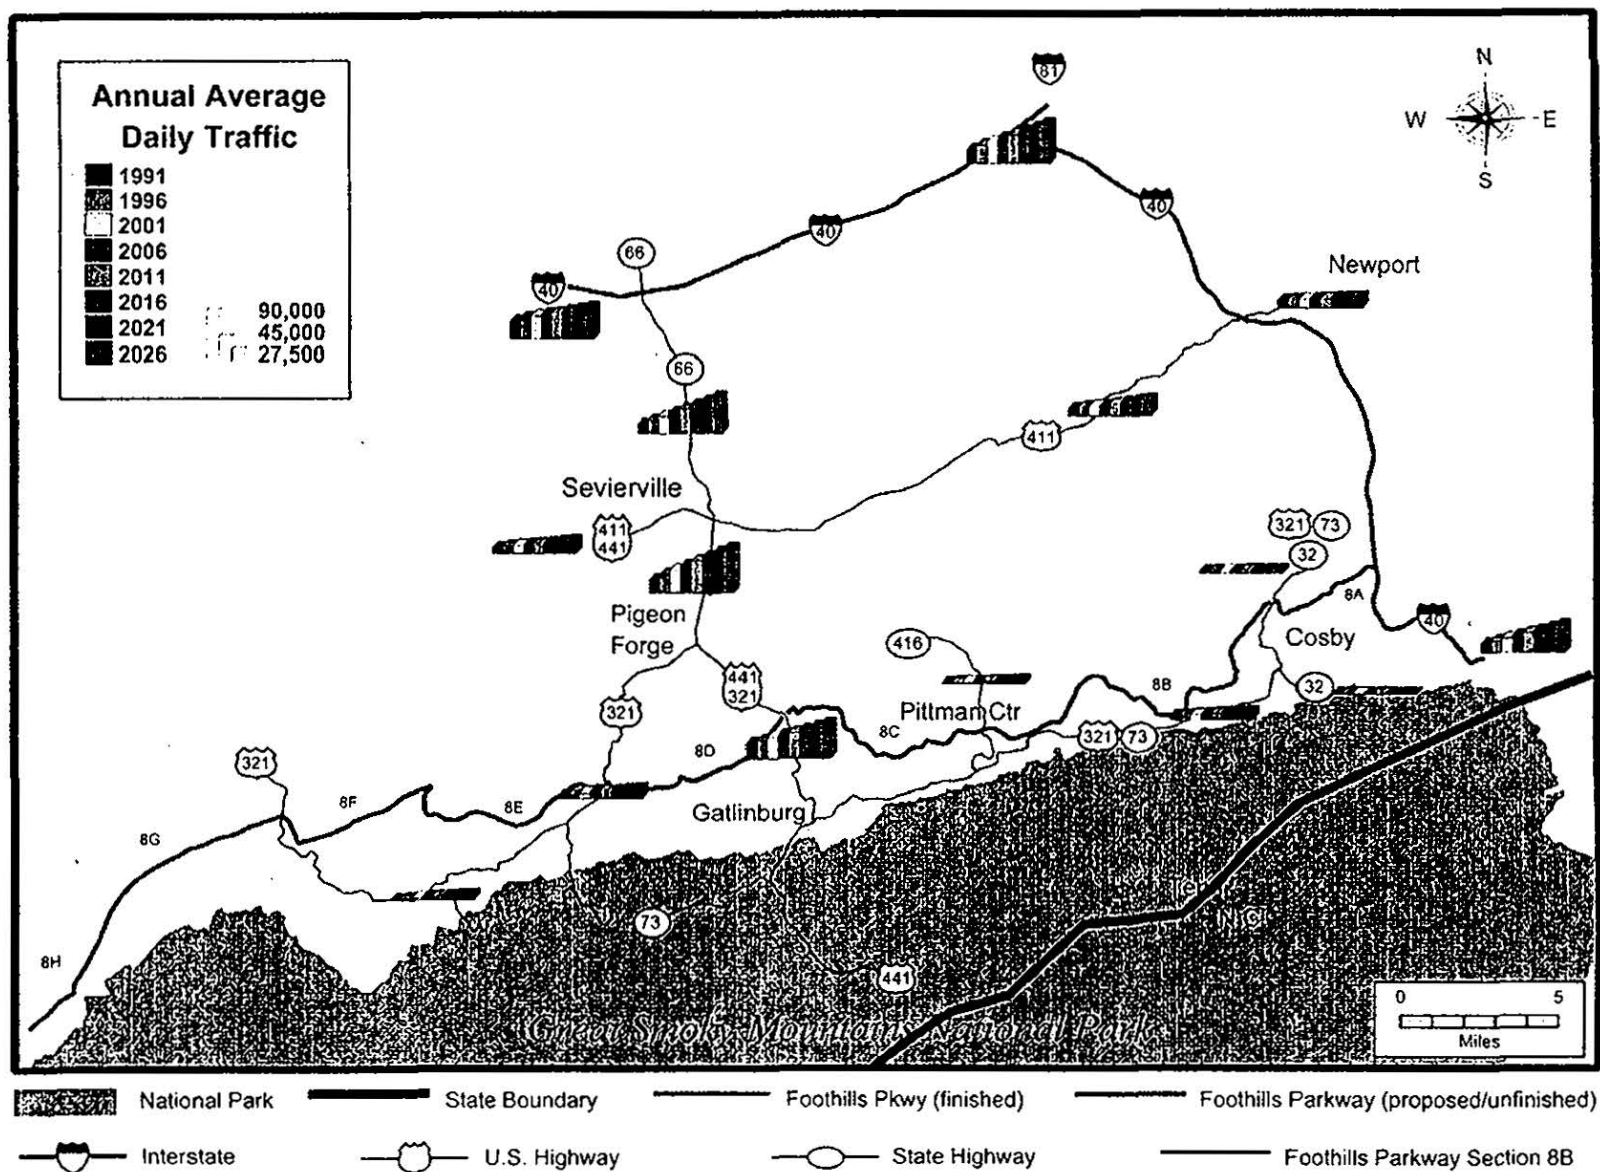 Annual Average
Daily Traffic
1991
1996
2001
2006
2011
2016
2021
2026
90,000
45,000
27,500
N
W
E
S
81
40
40
66
40
66
Newport
411
Sevierville
411
441
321
73
32
8A
Pigeon
Forge
416
Cosby
40
441
321
8B
32
321
Pittman Ctr
8C
321
73
8D
321
8F
8E
Gatlinburg
8G
73
8H
441
N.C.
Great Smoky Mountains National Park
0
5
Miles
National Park
State Boundary
Foothills Pkwy (finished)
Foothills Parkway (proposed/unfinished)
Interstate
U.S. Highway
State Highway
Foothills Parkway Section 8B